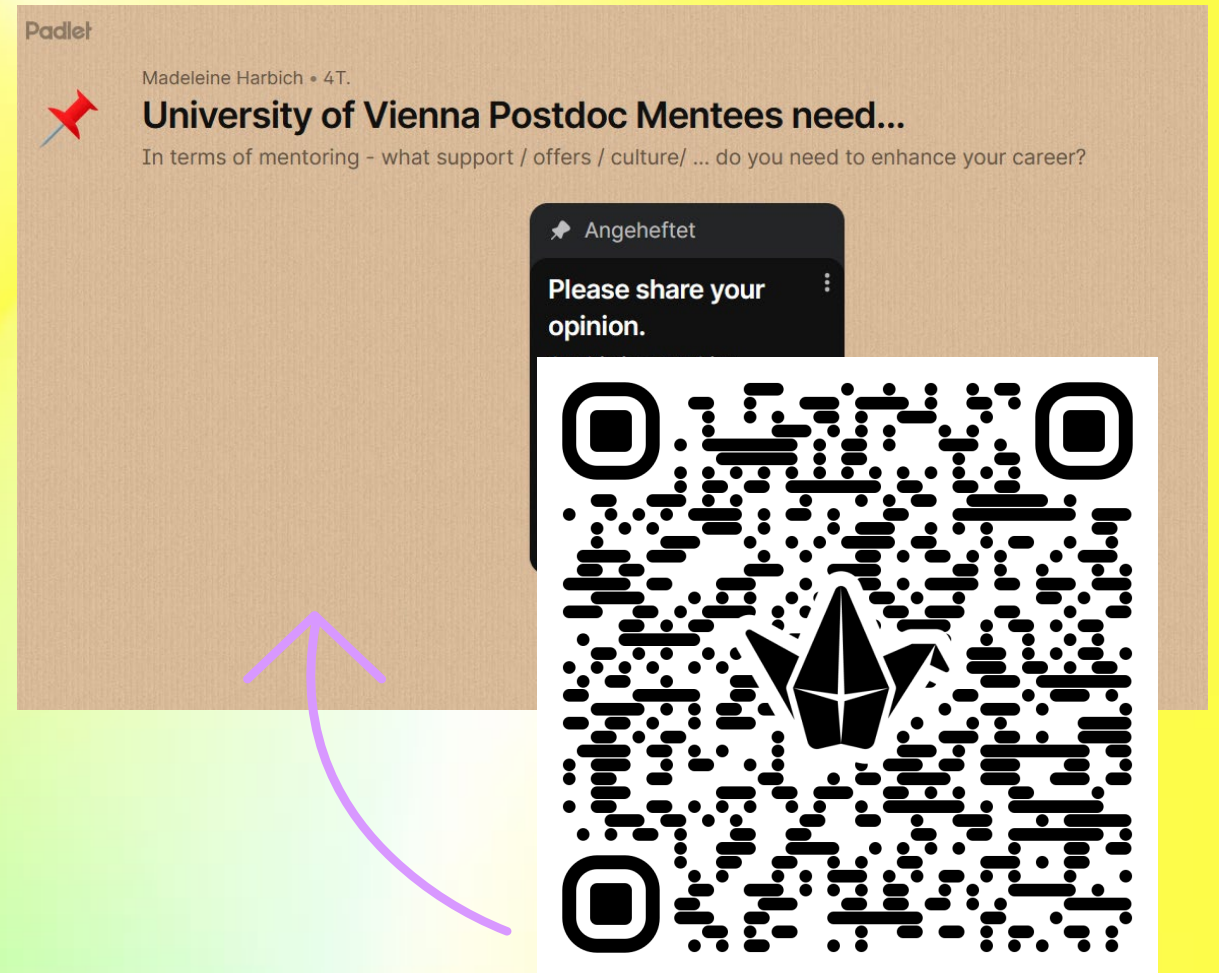 Padlet
Madeleine Harbich • 4T.
University of Vienna Postdoc Mentees need...
In terms of mentoring - what support / offers / culture/ ... do you need to enhance your career?
Angeheftet
Please share your
opinion.